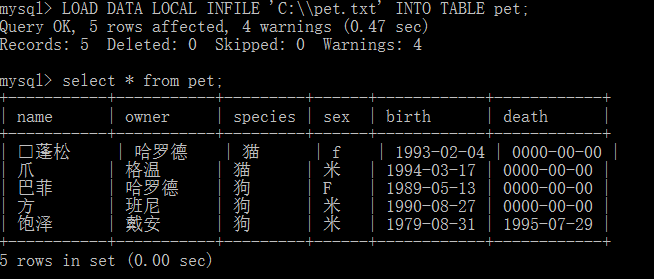 mysql> LOAD DATA LOCAL INFILE 'C:\\pet.txt' INTO TABLE pet;
Query OK, 5 rows affected, 4 warnings (0.47 sec)
Records: 5  Deleted: 0  Skipped: 0  Warnings: 4
mysql> select * from pet;
+----------+----------+---------+------+------------+------------+
| name | owner | species | sex | birth | death |
+----------+----------+---------+------+------------+------------+
| □蓬松 | 哈罗德 | 猫 | f | 1993-02-04 | 0000-00-00 |
| 爪 | 格温 | 猫 | 米 | 1994-03-17 | 0000-00-00 |
| 巴菲 | 哈罗德 | 狗 | F | 1989-05-13 | 0000-00-00 |
| 方 | 班尼 | 狗 | 米 | 1990-08-27 | 0000-00-00 |
| 饱泽 | 戴安 | 狗 | 米 | 1979-08-31 | 1995-07-29 |
+----------+----------+---------+------+------------+------------+
5 rows in set (0.00 sec)